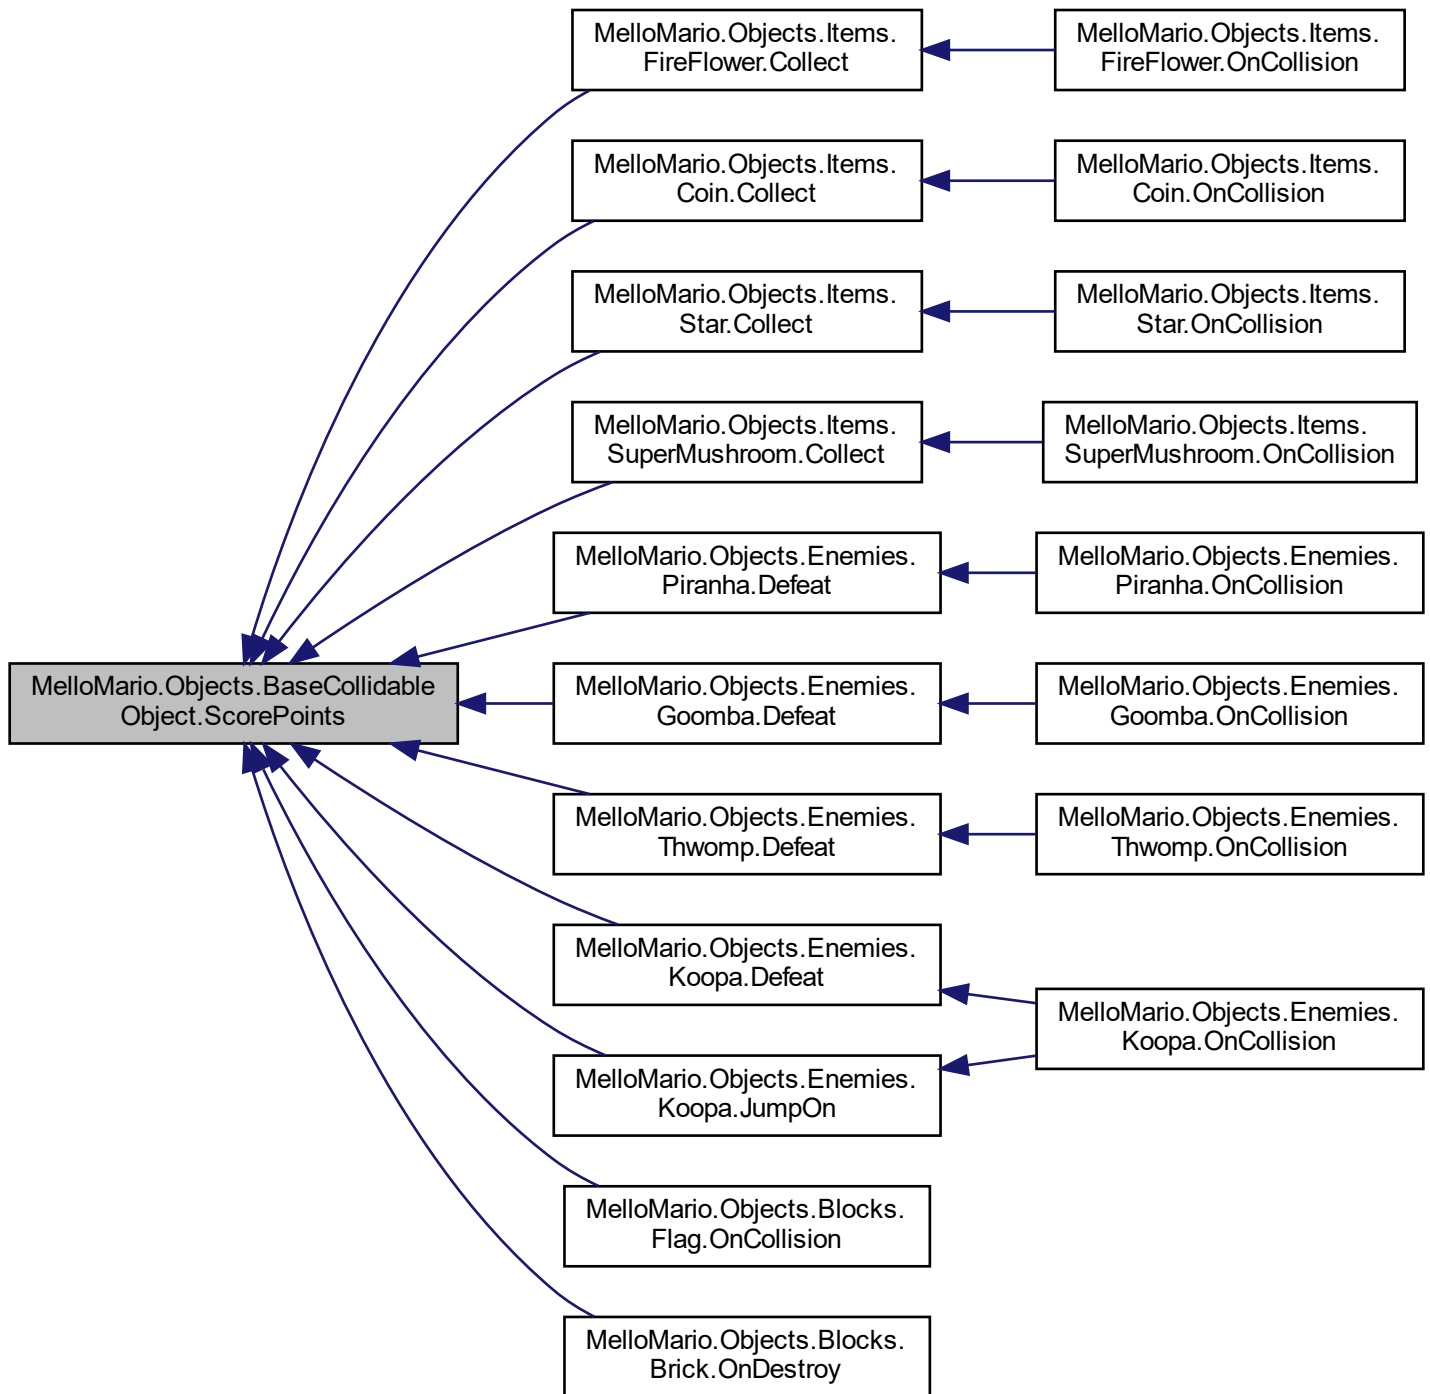 MelloMario.Objects.Items.
FireFlower.Collect
MelloMario.Objects.Items.
FireFlower.OnCollision
MelloMario.Objects.Items.
Coin.Collect
MelloMario.Objects.Items.
Coin.OnCollision
MelloMario.Objects.Items.
Star.Collect
MelloMario.Objects.Items.
Star.OnCollision
MelloMario.Objects.Items.
SuperMushroom.Collect
MelloMario.Objects.Items.
SuperMushroom.OnCollision
MelloMario.Objects.Enemies.
Piranha.Defeat
MelloMario.Objects.Enemies.
Piranha.OnCollision
MelloMario.Objects.BaseCollidable
Object.ScorePoints
MelloMario.Objects.Enemies.
Goomba.Defeat
MelloMario.Objects.Enemies.
Goomba.OnCollision
MelloMario.Objects.Enemies.
Thwomp.Defeat
MelloMario.Objects.Enemies.
Thwomp.OnCollision
MelloMario.Objects.Enemies.
Koopa.Defeat
MelloMario.Objects.Enemies.
Koopa.OnCollision
MelloMario.Objects.Enemies.
Koopa.JumpOn
MelloMario.Objects.Blocks.
Flag.OnCollision
MelloMario.Objects.Blocks.
Brick.OnDestroy